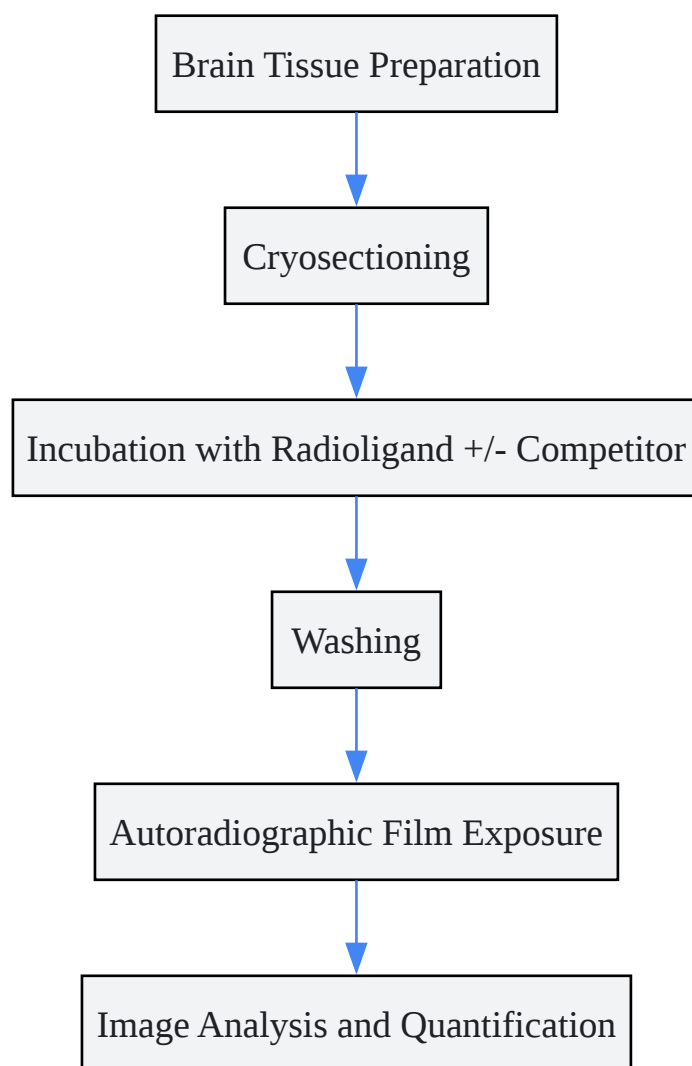 Brain Tissue Preparation
Cryosectioning
Incubation with Radioligand +/- Competitor
Washing
Autoradiographic Film Exposure
Image Analysis and Quantification